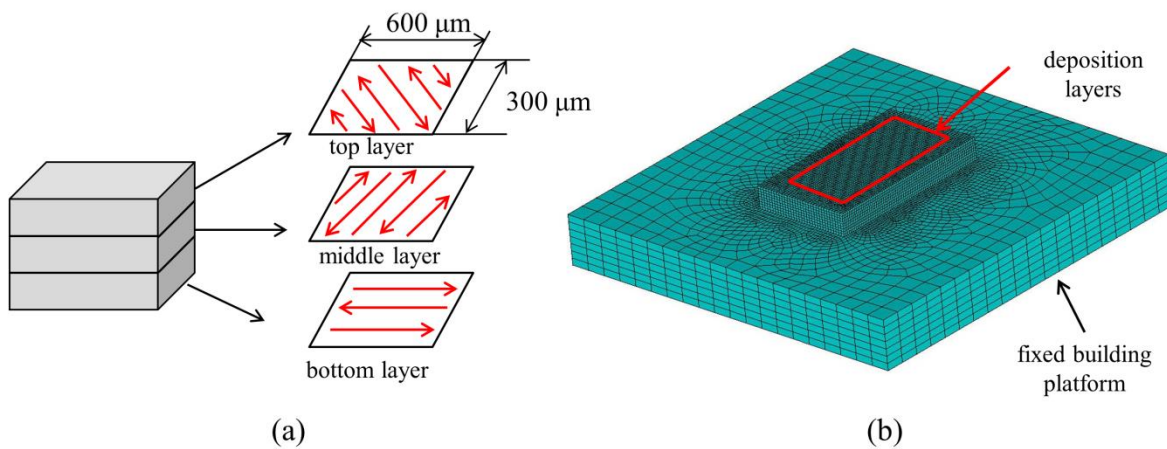 600 μm
300 μm
top layer
middle layer
bottom layer
(a)
deposition
layers
fixed building
platform
(b)